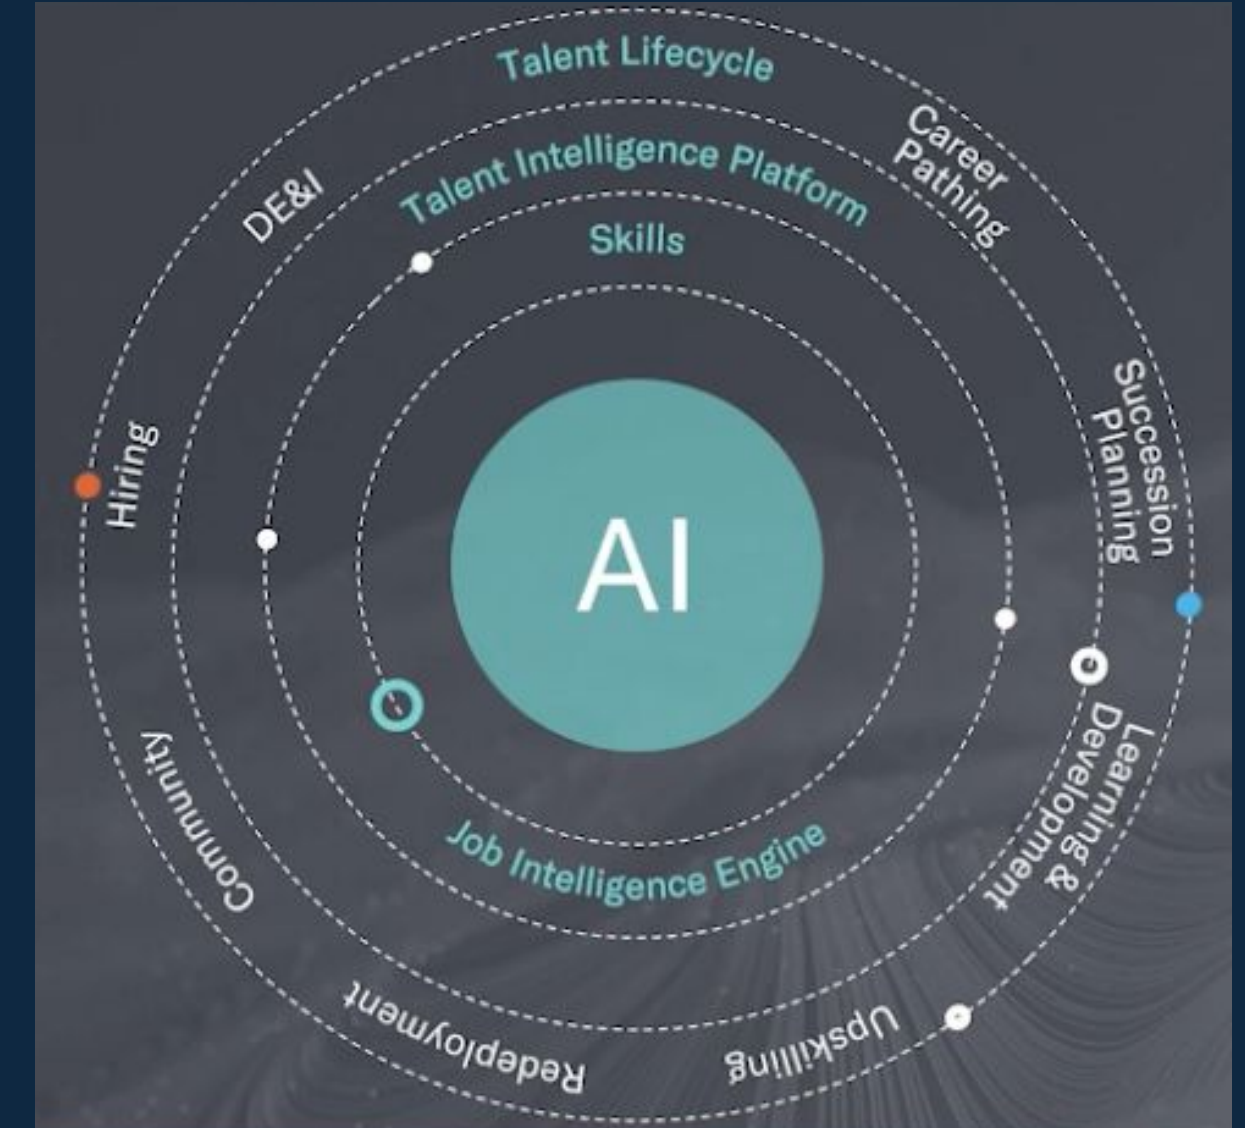 Talent Lifecycle
Talent Intelligence Platform
Skills
AI
Job Intelligence Engine
Career
Pathing
Succession
Planning
Learning &
Development
Upskilling
Redeployment
Community
Hiring
DE&I